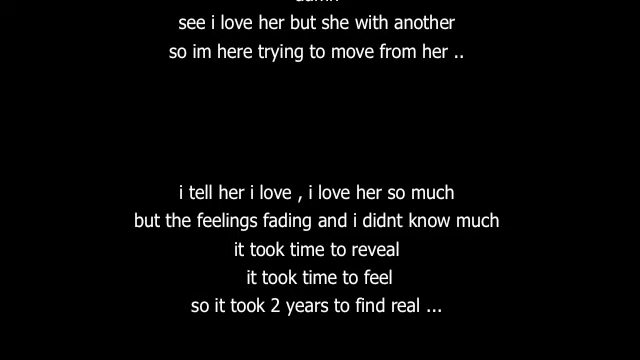 damn
see i love her but she with another
so im here trying to move from her ..
i tell her i love , i love her so much
but the feelings fading and i didnt know much
it took time to reveal
it took time to feel
so it took 2 years to find real ...